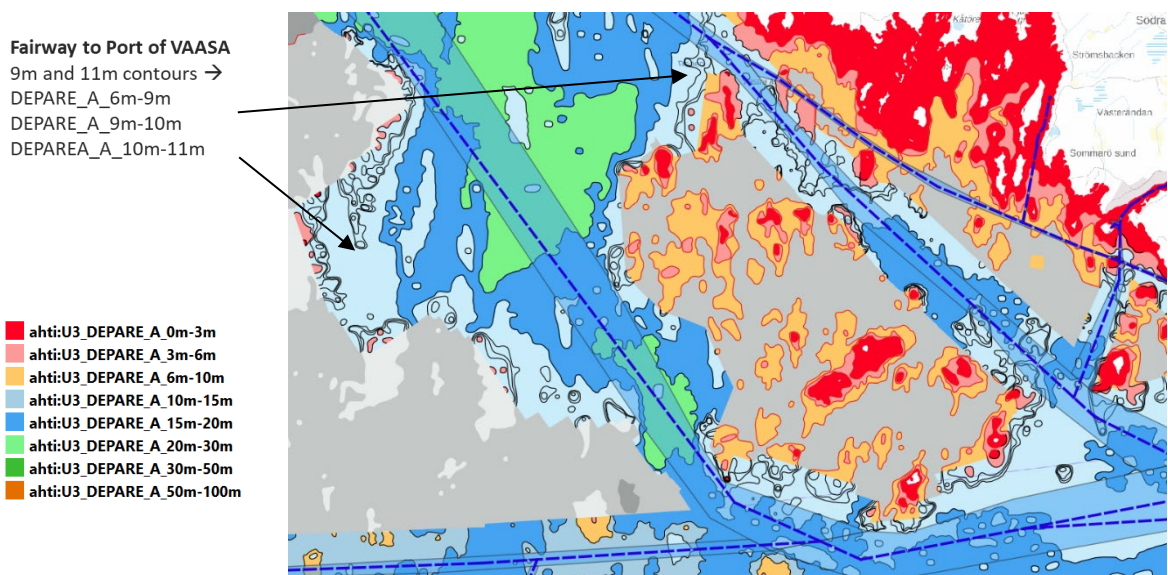 Fairway to Port of VAASA
9m and 11m contours →
DEPARE_A_6m-9m
DEPARE_A_9m-10m
DEPAREA_A_10m-11m
ahti:U3_DEPARE_A_0m-3m
ahti:U3_DEPARE_A_3m-6m
ahti:U3_DEPARE_A_6m-10m
ahti:U3_DEPARE_A_10m-15m
ahti:U3_DEPARE_A_15m-20m
ahti:U3_DEPARE_A_20m-30m
ahti:U3_DEPARE_A_30m-50m
ahti:U3_DEPARE_A_50m-100m
Södra
Strömsbacken
Västerändan
Sommarö sund